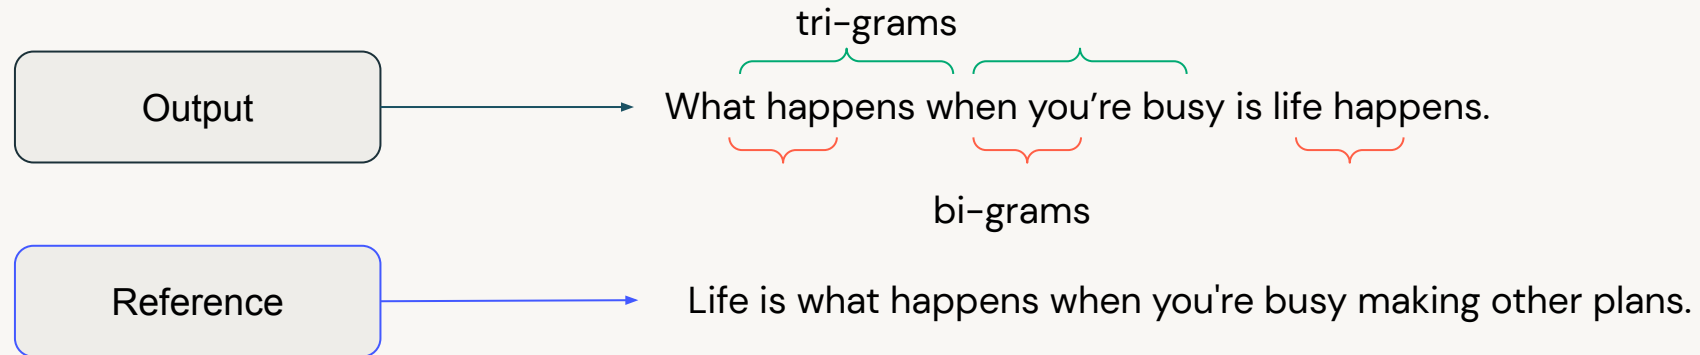 tri-grams
Output
What happens when you’re busy is life happens.
bi-grams
Reference
Life is what happens when you're busy making other plans.